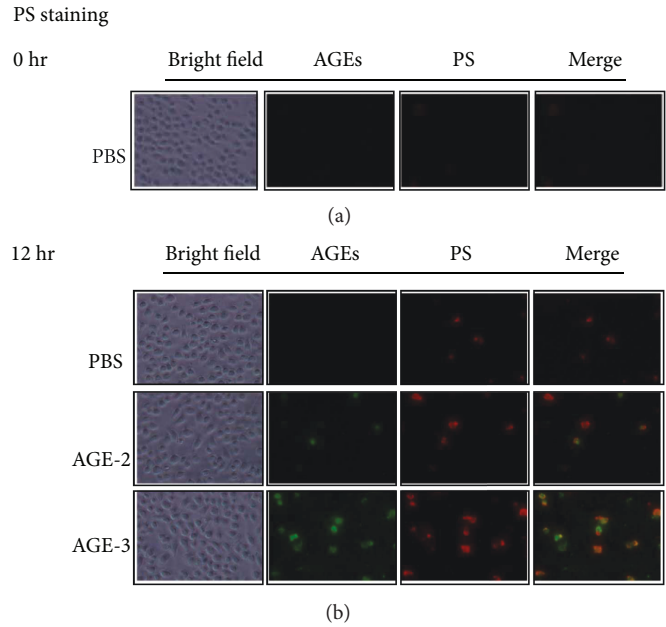 PS staining
0 hr
Bright field AGEs PS Merge
PBS
(a)
12 hr
Bright field AGEs PS Merge
PBS
AGE-2
AGE-3
(b)